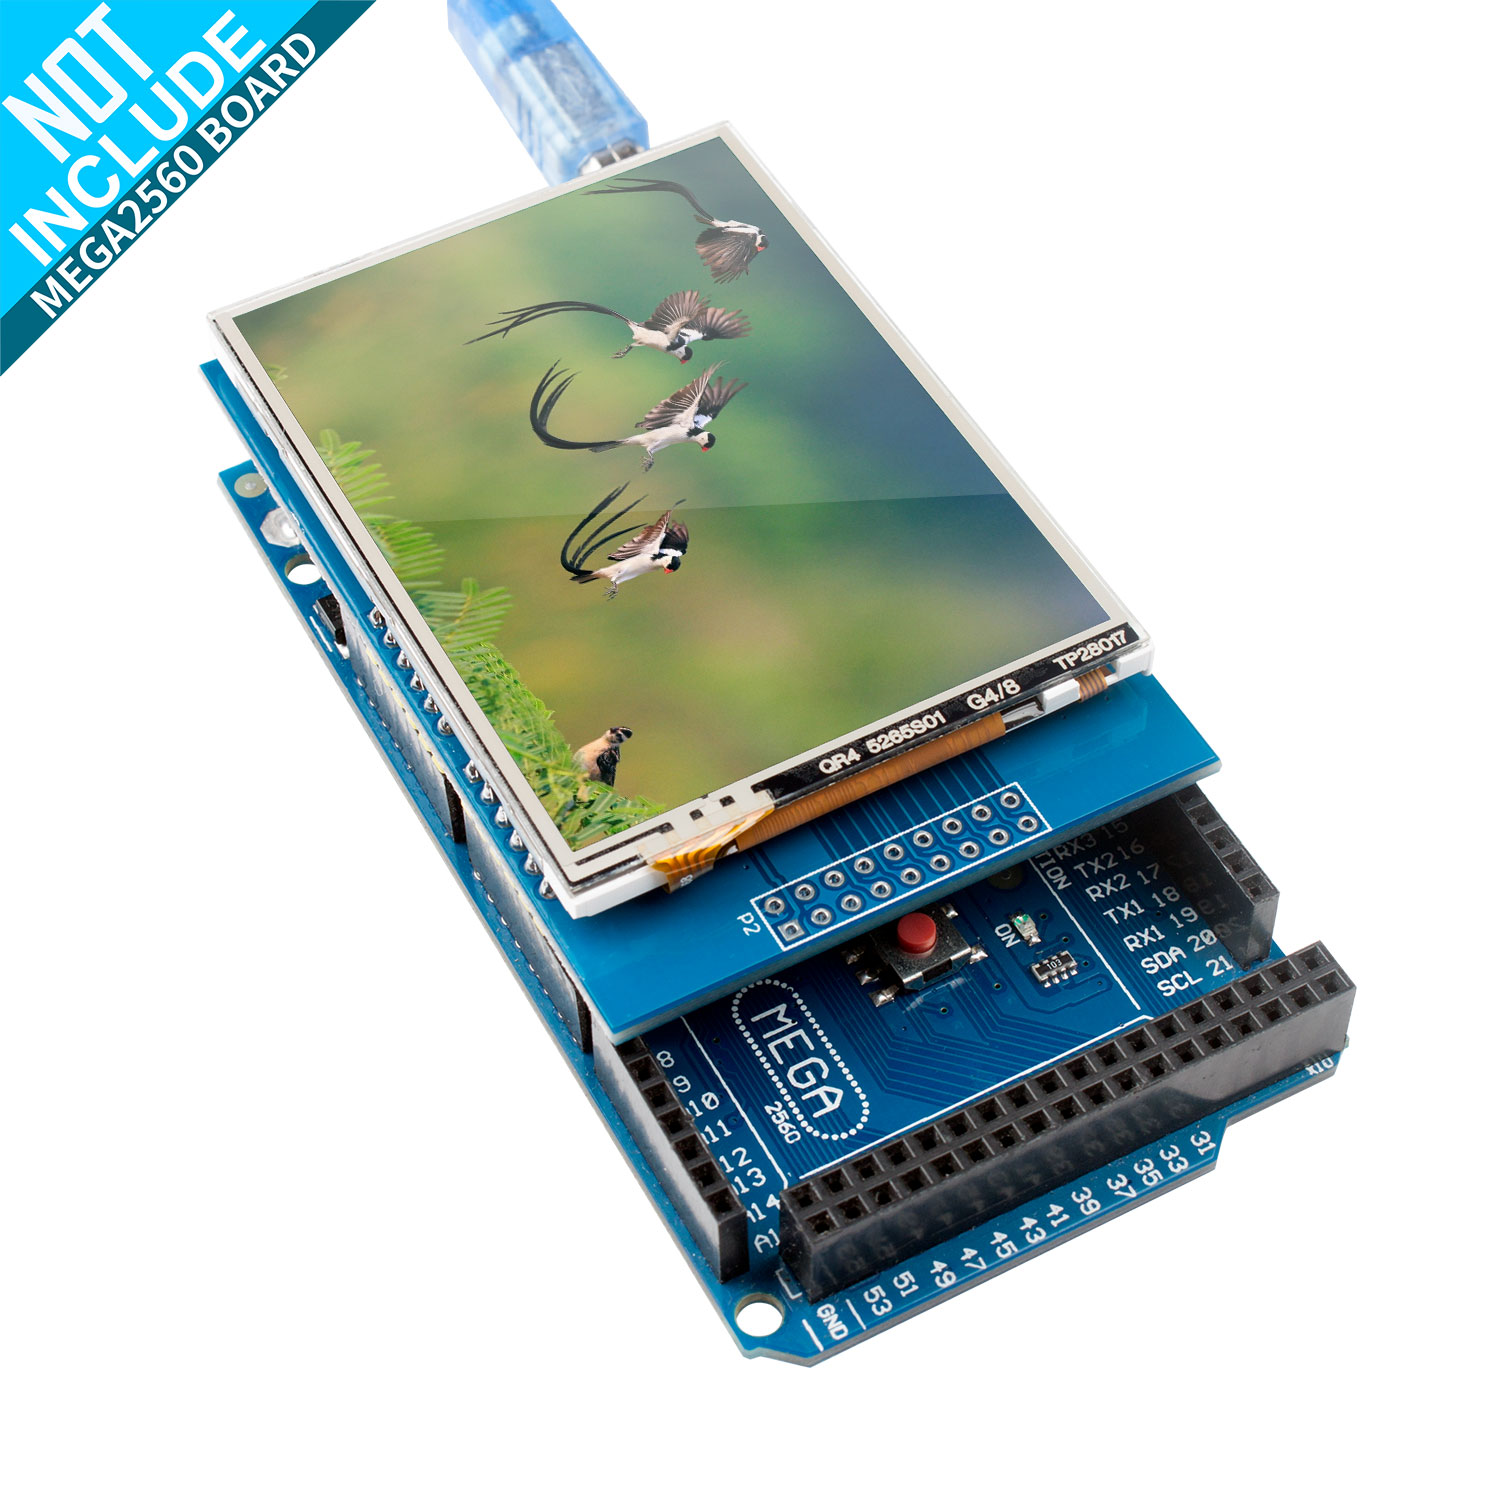 NOT
INCLUDE
MEGA2560 BOARD
QR4 5265S01 G4/8 TP28017
P2
ON
103
RX3 15
TX2 16
RX2 17
TX1 18
RX1 19
SDA 20
SCL 21
MEGA
2560
8
9
10
11
12
13
14
X10
31
33
35
37
39
41
43
45
47
49
51
53
GND